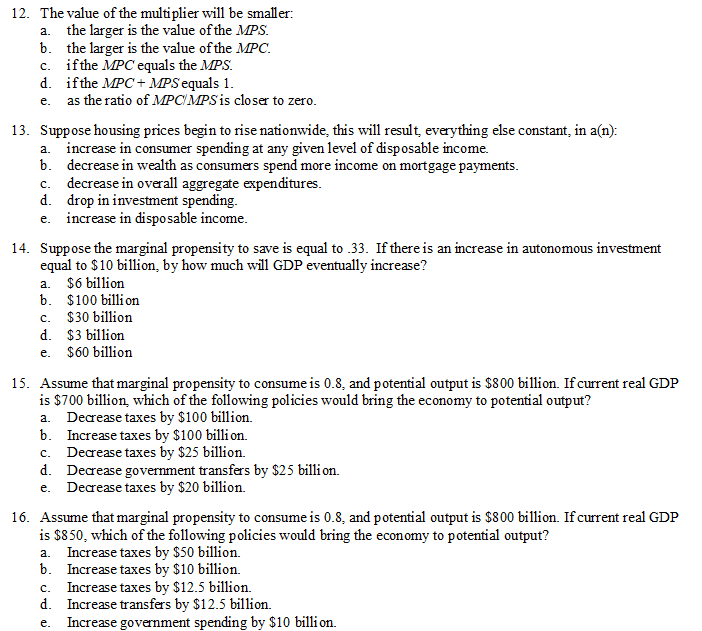 12. The value of the multiplier will be smaller:
a. the larger is the value of the MPS.
b. the larger is the value of the MPC.
c. if the MPC equals the MPS.
d. if the MPC + MPS equals 1.
e. as the ratio of MPC/MPS is closer to zero.
13. Suppose housing prices begin to rise nationwide, this will result, everything else constant, in a(n):
a. increase in consumer spending at any given level of disposable income.
b. decrease in wealth as consumers spend more income on mortgage payments.
c. decrease in overall aggregate expenditures.
d. drop in investment spending.
e. increase in disposable income.
14. Suppose the marginal propensity to save is equal to .33. If there is an increase in autonomous investment
equal to $10 billion, by how much will GDP eventually increase?
a. $6 billion
b. $100 billion
c. $30 billion
d. $3 billion
e. $60 billion
15. Assume that marginal propensity to consume is 0.8, and potential output is $800 billion. If current real GDP
is $700 billion, which of the following policies would bring the economy to potential output?
a. Decrease taxes by $100 billion.
b. Increase taxes by $100 billion.
c. Decrease taxes by $25 billion.
d. Decrease government transfers by $25 billion.
e. Decrease taxes by $20 billion.
16. Assume that marginal propensity to consume is 0.8, and potential output is $800 billion. If current real GDP
is $850, which of the following policies would bring the economy to potential output?
a. Increase taxes by $50 billion.
b. Increase taxes by $10 billion.
c. Increase taxes by $12.5 billion.
d. Increase transfers by $12.5 billion.
e. Increase government spending by $10 billion.